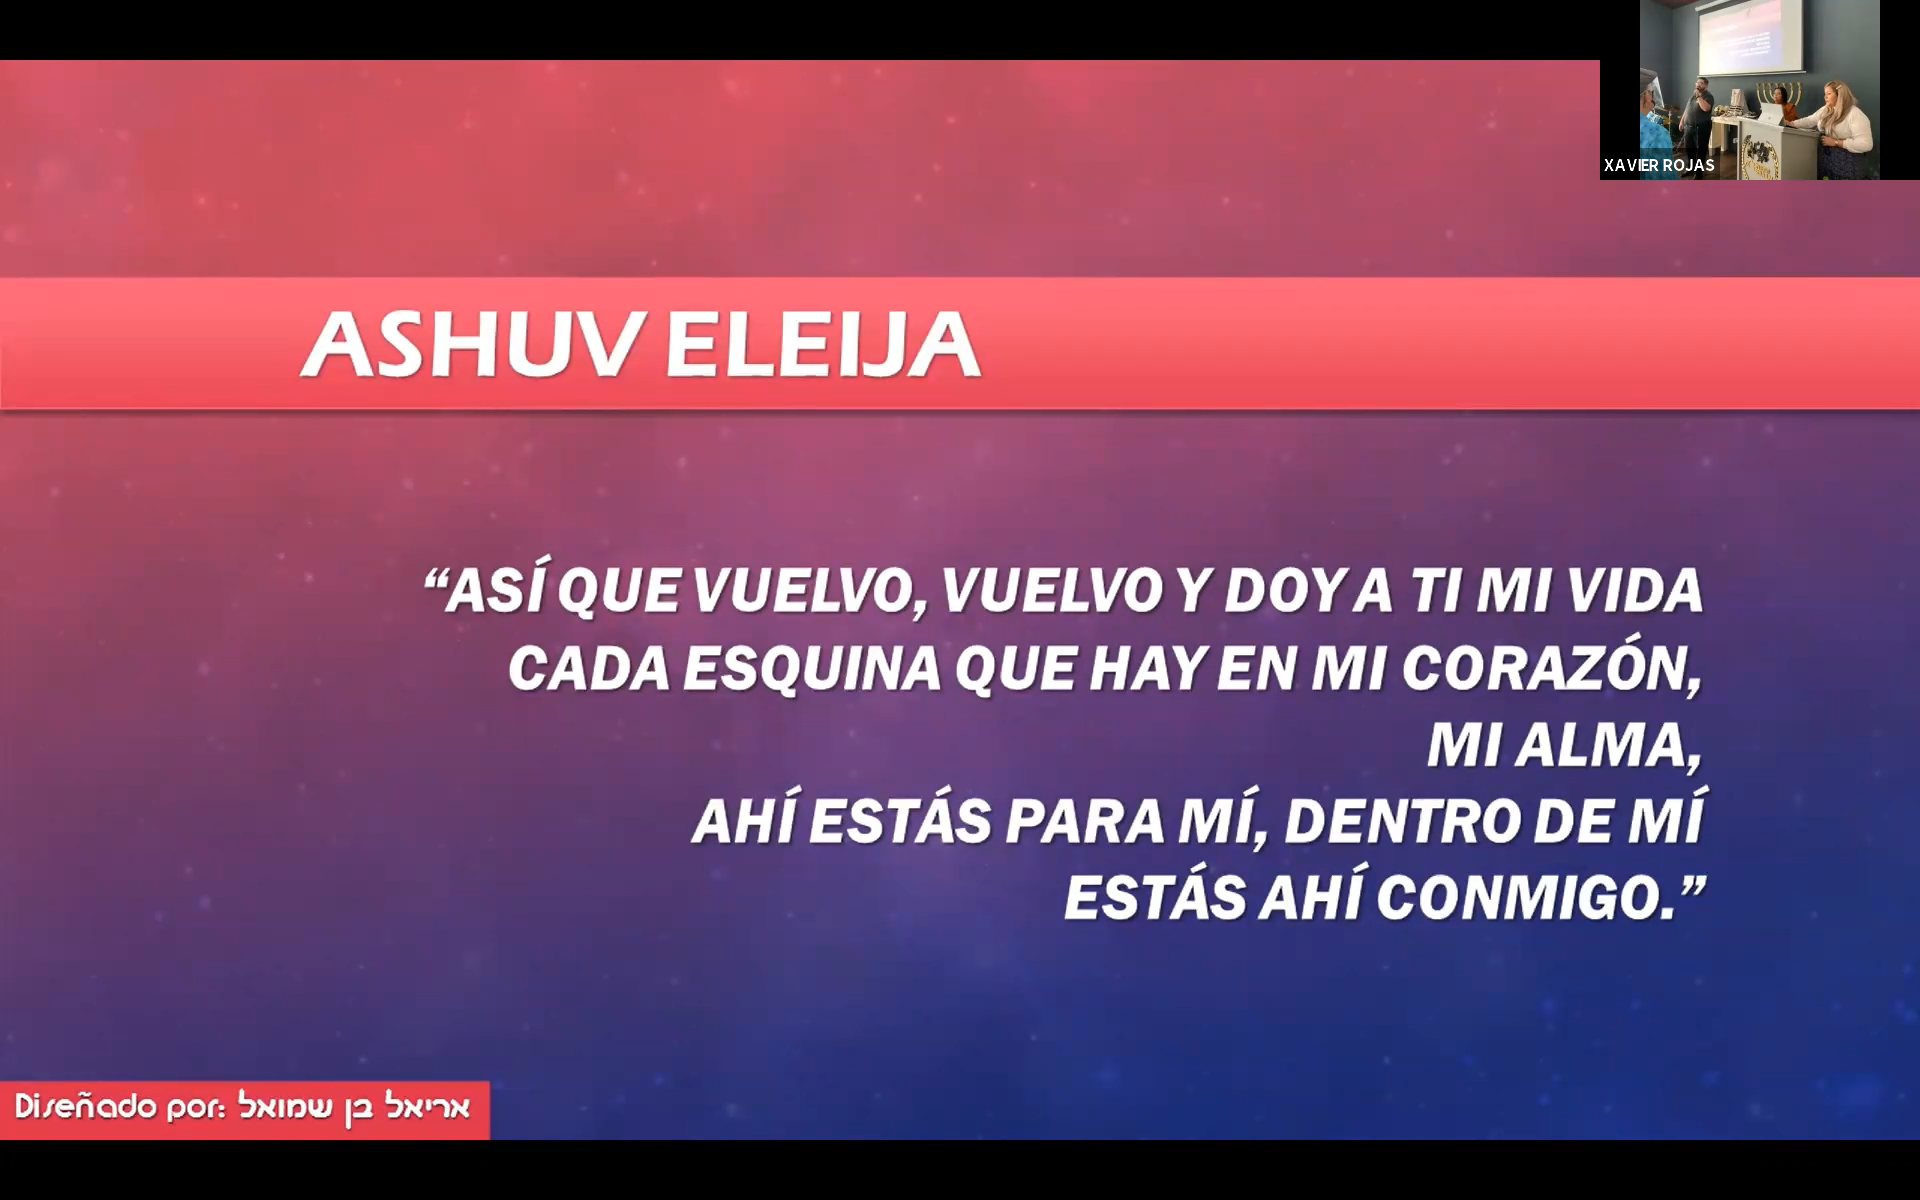 XAVIER ROJAS
ASHUV ELEIJA
“ASÍ QUE VUELVO, VUELVO Y DOY A TI MI VIDA
CADA ESQUINA QUE HAY EN MI CORAZÓN,
MI ALMA,
AHÍ ESTÁS PARA MÍ, DENTRO DE MÍ
ESTÁS AHÍ CONMIGO.”
Diseñado por: אריאל בן שמואל